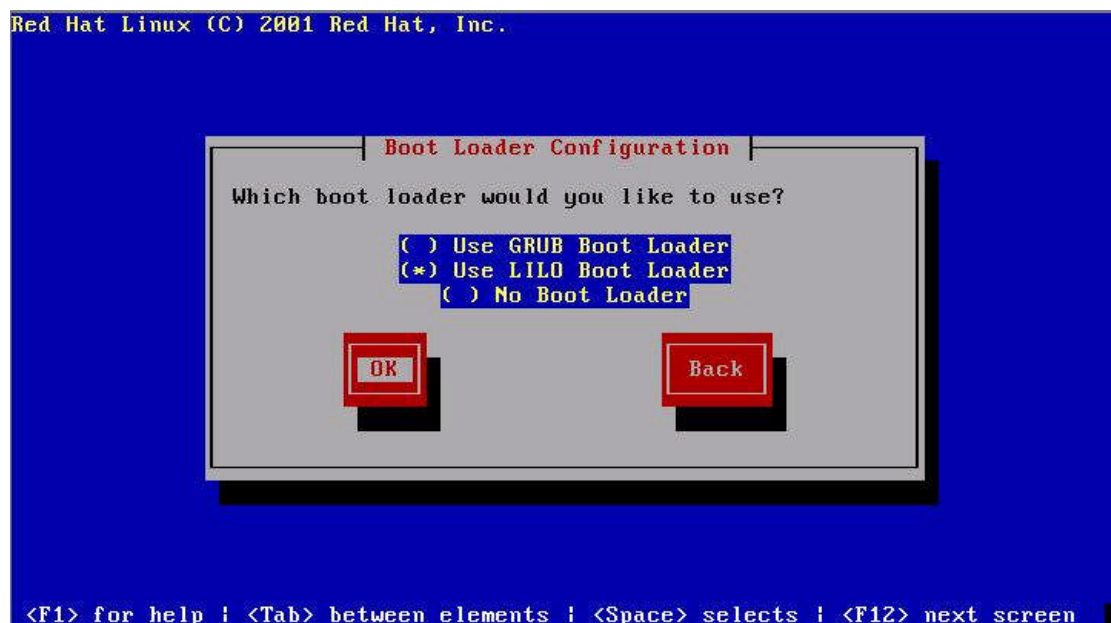 Red Hat Linux (C) 2001 Red Hat, Inc.
Boot Loader Configuration
Which boot loader would you like to use?
( ) Use GRUB Boot Loader
(*) Use LILO Boot Loader
( ) No Boot Loader
OK Back
<F1> for help | <Tab> between elements | <Space> selects | <F12> next screen